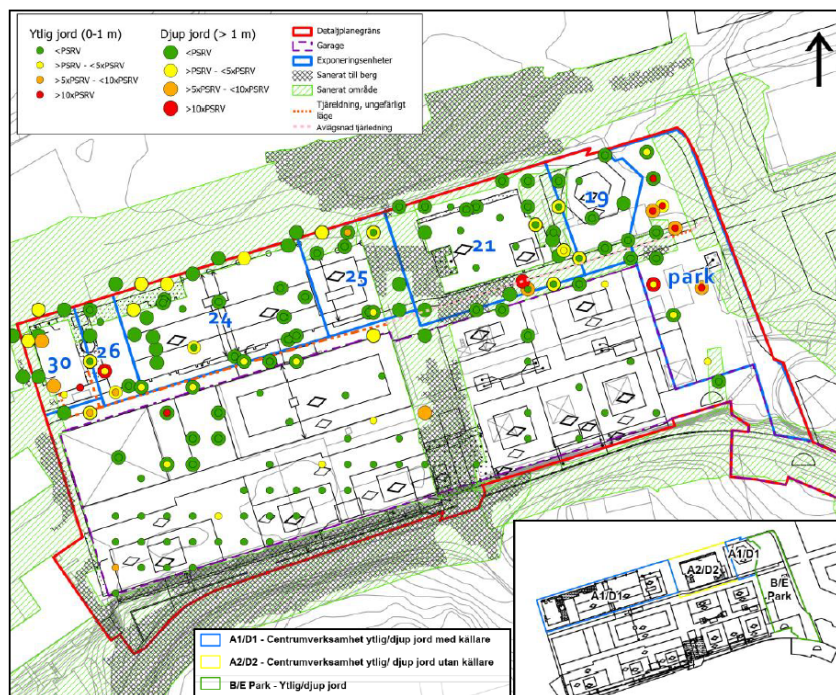 Ytlig jord (0-1 m)
<PSRV
>PSRV - <5xPSRV
>5xPSRV - <10xPSRV
>10xPSRV
Djup jord (> 1 m)
<PSRV
>PSRV - <5xPSRV
>5xPSRV - <10xPSRV
>10xPSRV
Detaljplanegräns
Garage
Exponeringsenheter
Sanerat till berg
Sanerat område
Tjäreldning, ungefärligt
läge
Avlägsnad tjärledning
19
21
25
park
24
26
30
A1/D1
A2/D2
A1/D1
B/E
Park
A1/D1 - Centrumverksamhet ytlig/djup jord med källare
A2/D2 - Centrumverksamhet ytlig/ djup jord utan källare
B/E Park - Ytlig/djup jord